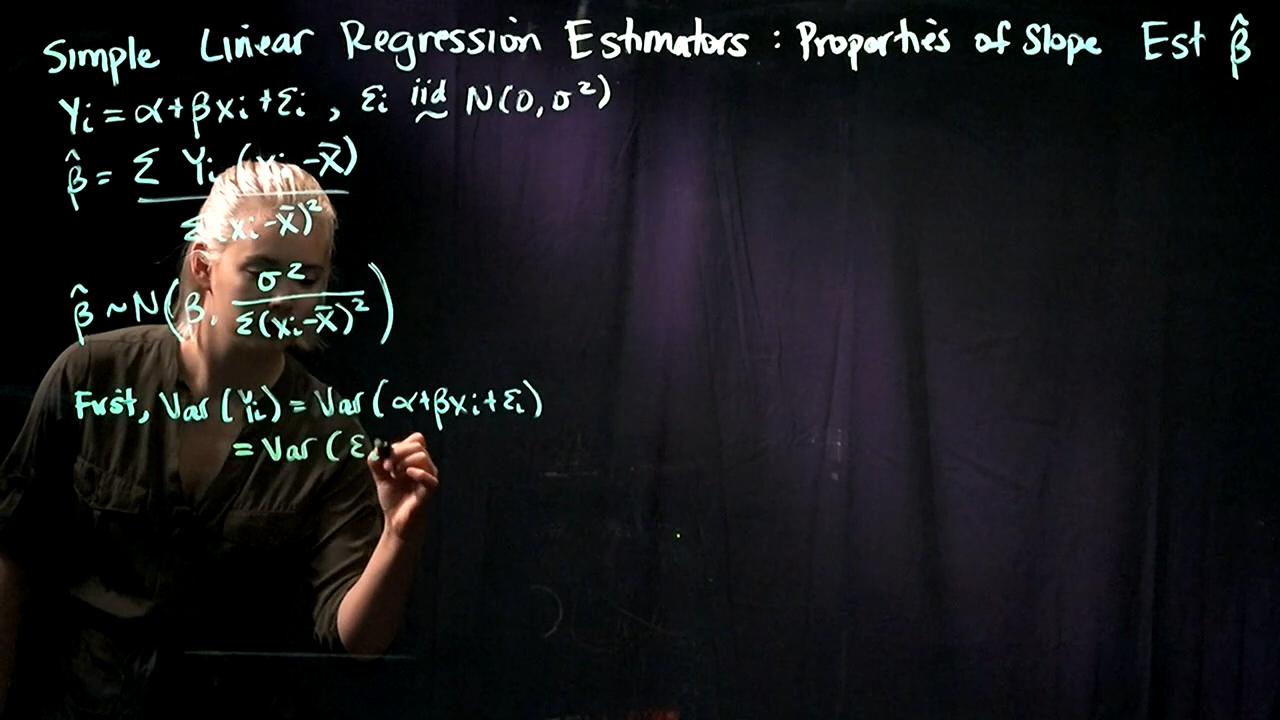 Simple Linear Regression Estimators : Properties of Slope Est β̂
Yi = α+βxi+εi , εi iid ~ N(0, σ²)
β̂ = Σ Yi (xi-x̄) / Σ(xi-x̄)²
β̂ ~ N(β, σ² / Σ(xi-x̄)²)
First, Var (Yi) = Var (α+βxi+εi)
= Var (εi